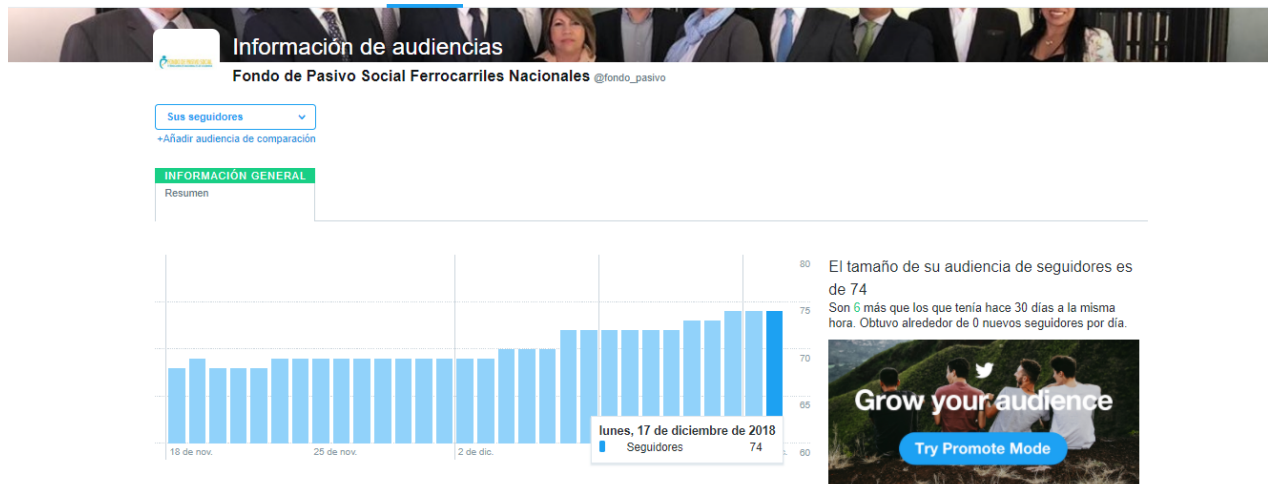 Información de audiencias
Fondo de Pasivo Social Ferrocarriles Nacionales @fondo_pasivo
Sus seguidores
+Añadir audiencia de comparación
INFORMACIÓN GENERAL
Resumen
80
75
70
65
60
18 de nov.
25 de nov.
2 de dic.
lunes, 17 de diciembre de 2018
Seguidores 74
El tamaño de su audiencia de seguidores es
de 74
Son 6 más que los que tenía hace 30 días a la misma
hora. Obtuvo alrededor de 0 nuevos seguidores por día.
Grow your audience
Try Promote Mode